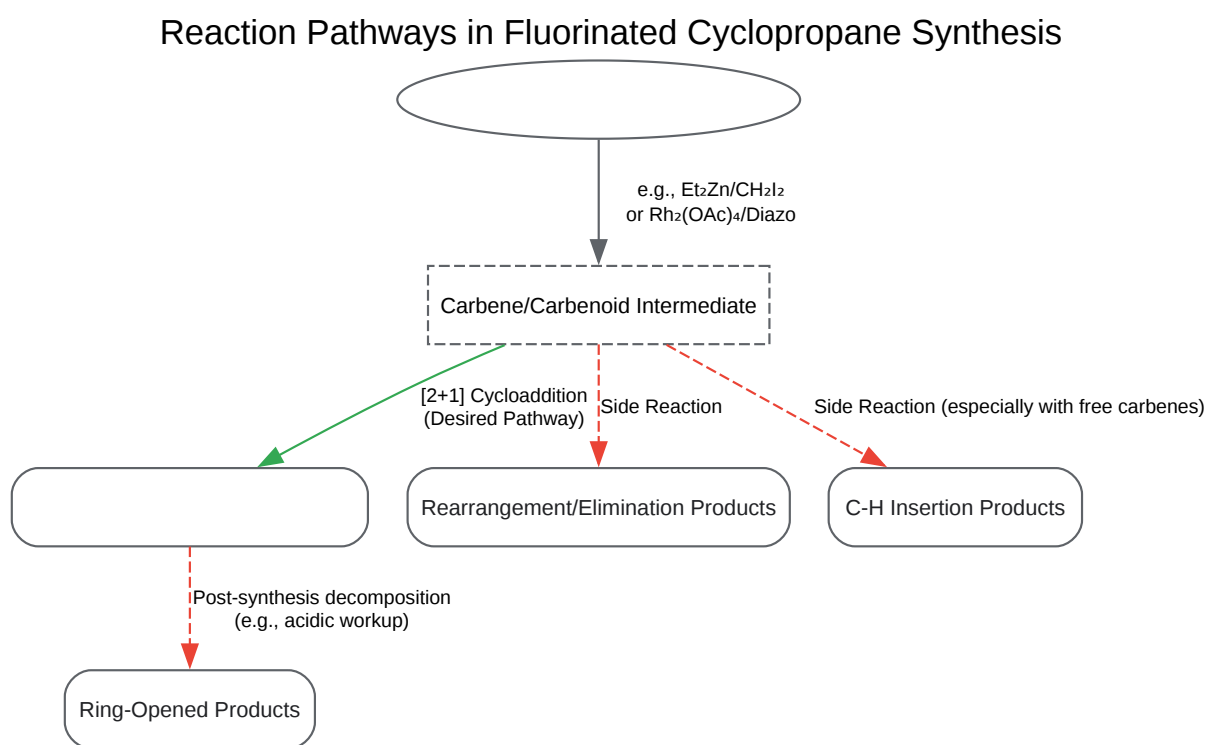 Reaction Pathways in Fluorinated Cyclopropane Synthesis
e.g., Et₂Zn/CH₂I₂
or Rh₂(OAc)₄/Diazo
Carbene/Carbenoid Intermediate
[2+1] Cycloaddition
(Desired Pathway)
Side Reaction
Side Reaction (especially with free carbenes)
Rearrangement/Elimination Products
C-H Insertion Products
Post-synthesis decomposition
(e.g., acidic workup)
Ring-Opened Products